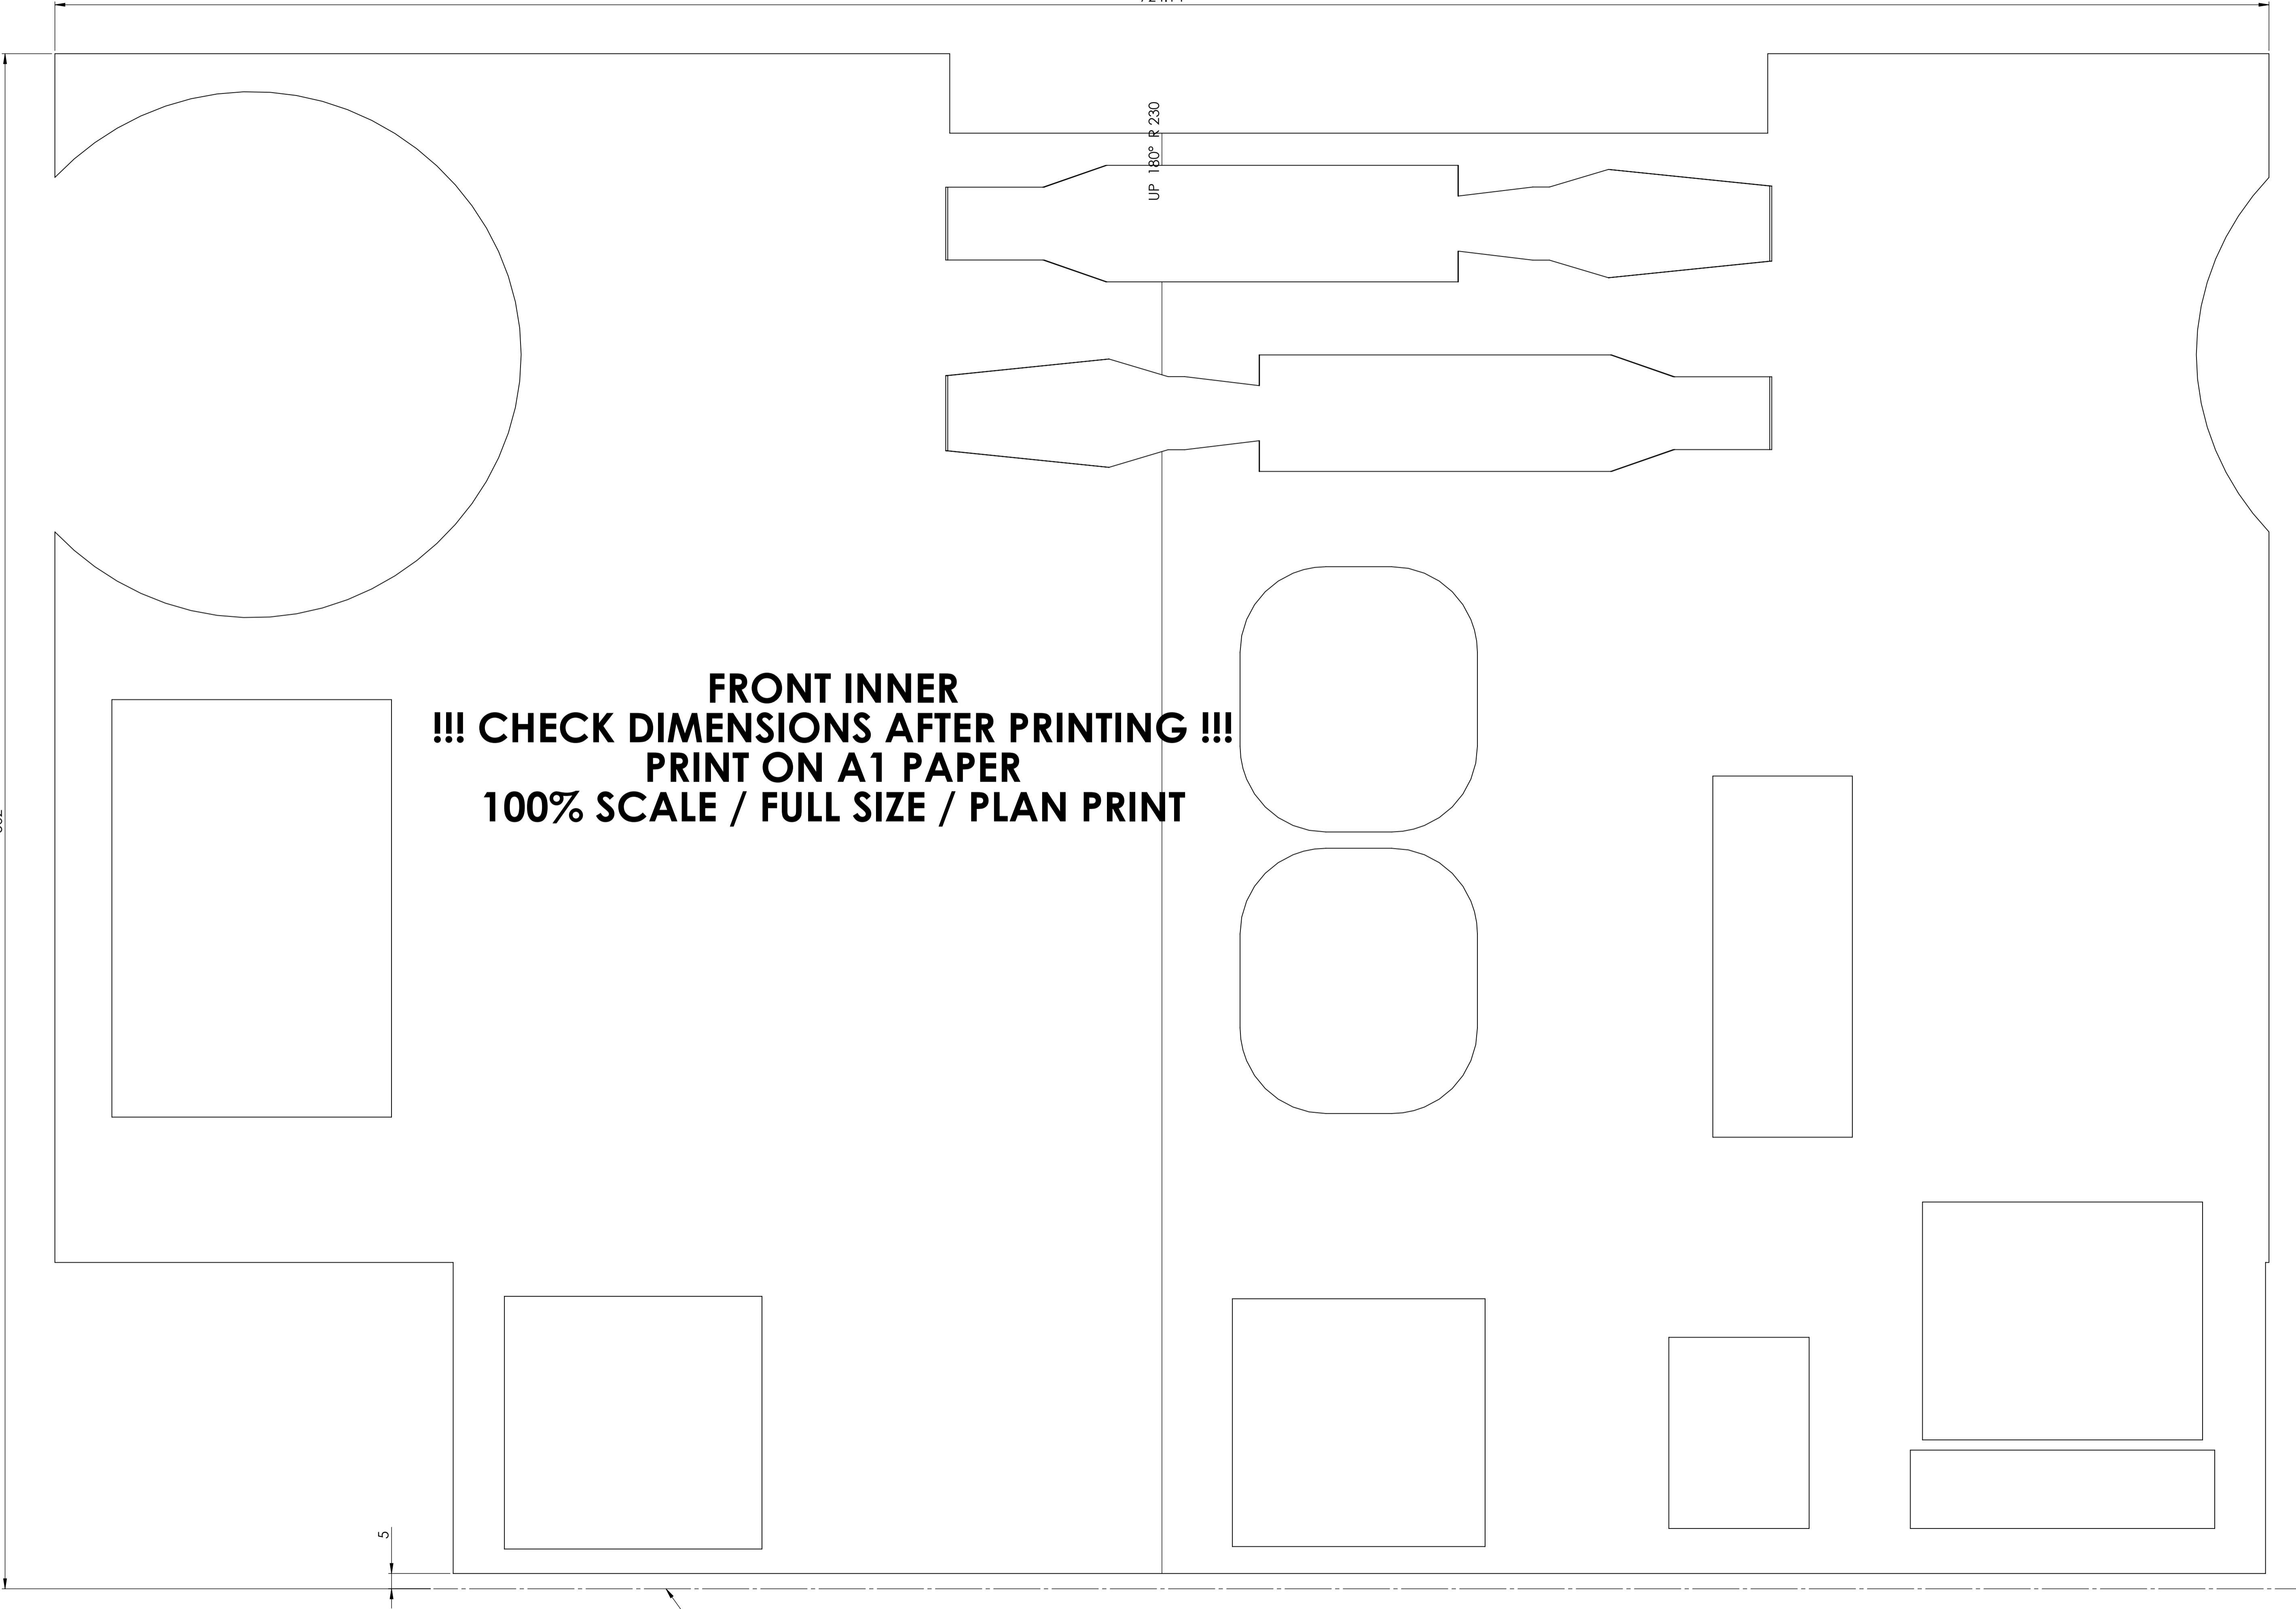 UP 180° R 230
FRONT INNER
!!! CHECK DIMENSIONS AFTER PRINTING !!!
PRINT ON A1 PAPER
100% SCALE / FULL SIZE / PLAN PRINT
5